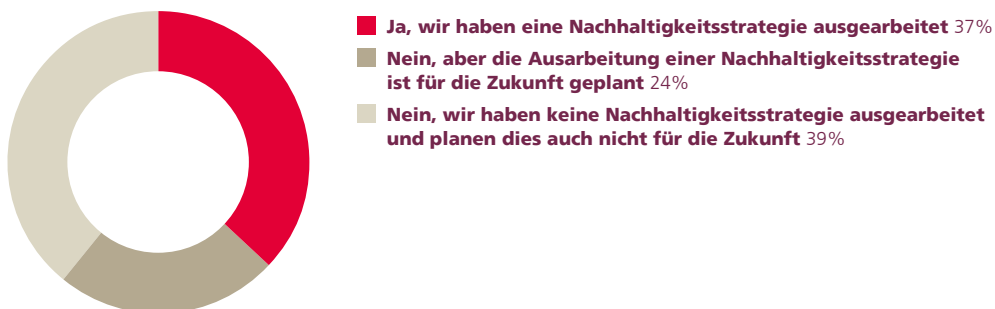 Ja, wir haben eine Nachhaltigkeitsstrategie ausgearbeitet 37%
Nein, aber die Ausarbeitung einer Nachhaltigkeitsstrategie
ist für die Zukunft geplant 24%
Nein, wir haben keine Nachhaltigkeitsstrategie ausgearbeitet
und planen dies auch nicht für die Zukunft 39%